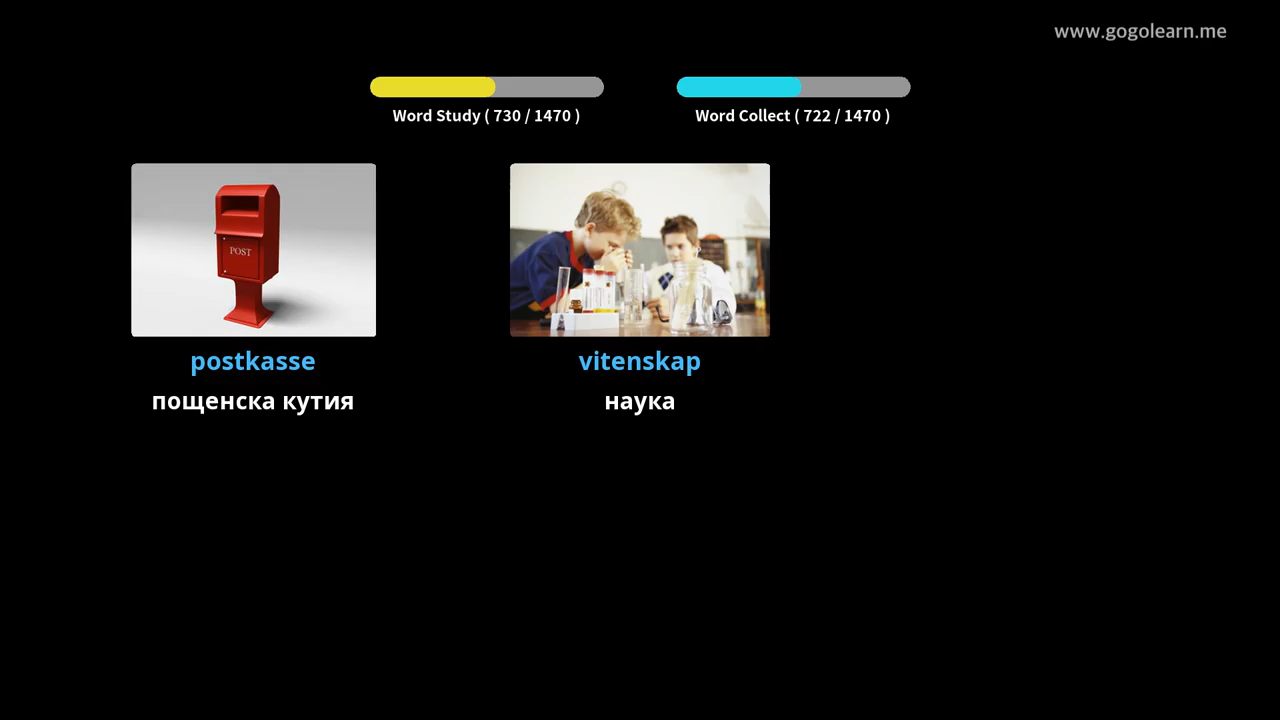 www.gogolearn.me
Word Study ( 730 / 1470 )
Word Collect ( 722 / 1470 )
POST
postkasse
vitenskap
пощенска кутия
наука